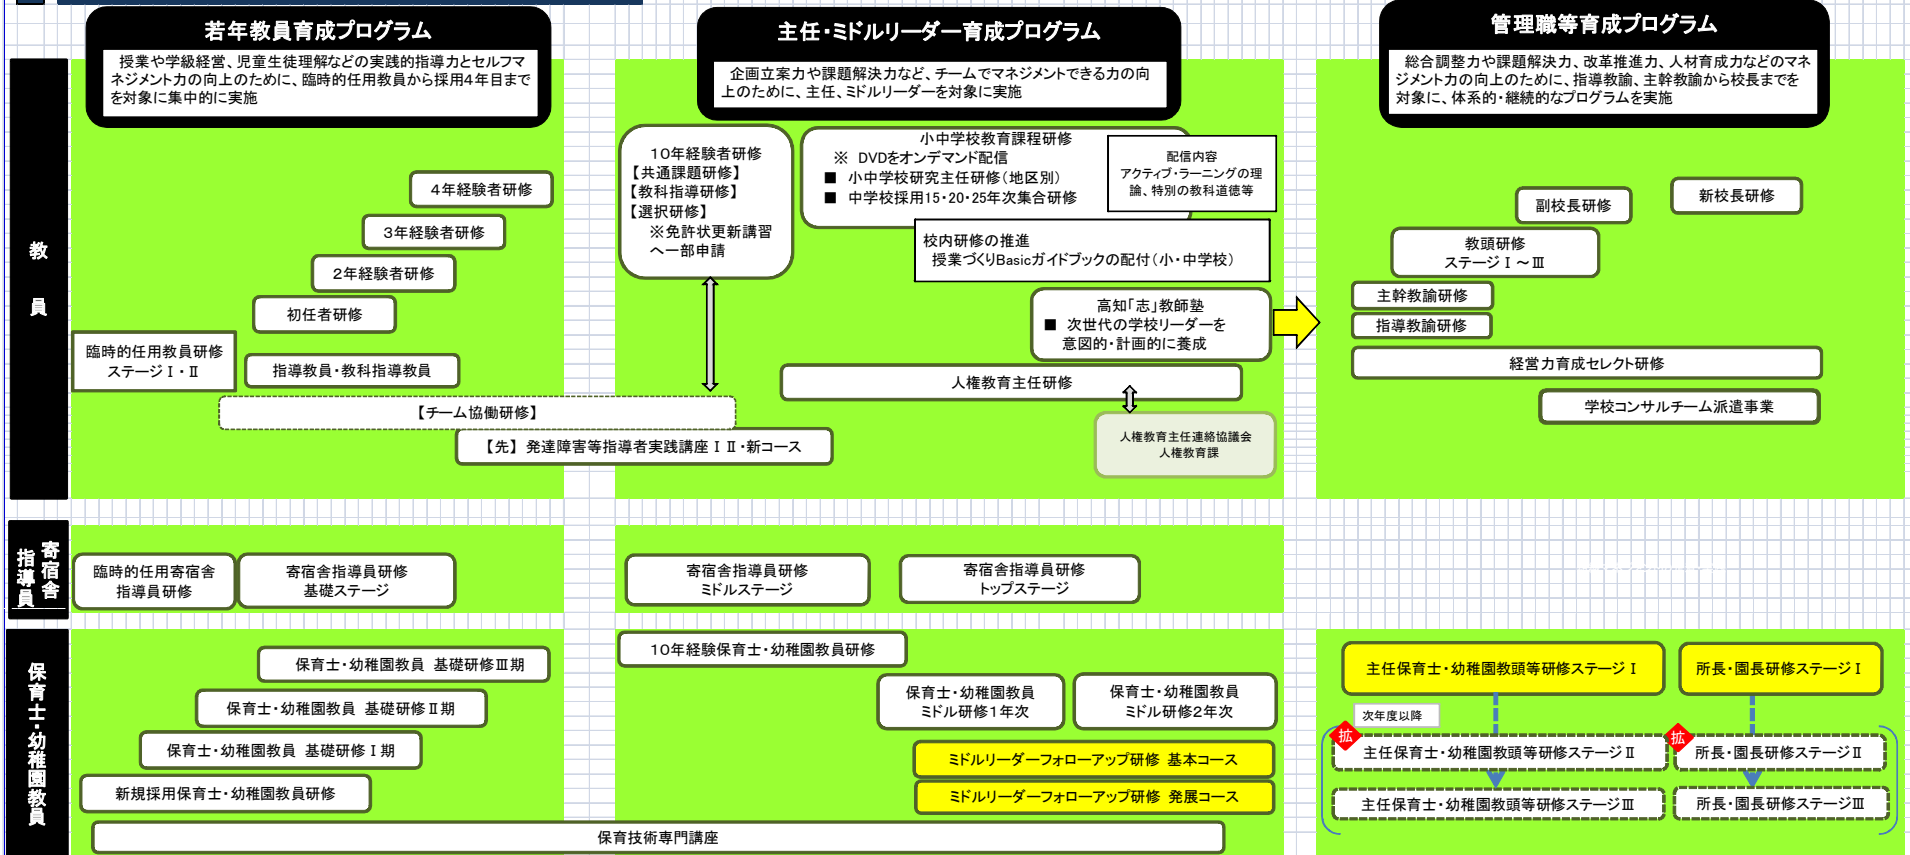 若年教員育成プログラム
授業や学級経営、児童生徒理解などの実践的指導力とセルフマ
ネジメント力の向上のために、臨時的任用教員から採用4年目まで
を対象に集中的に実施
主任・ミドルリーダー育成プログラム
企画立案力や課題解決力など、チームでマネジメントできる力の向
上のために、主任、ミドルリーダーを対象に実施
管理職等育成プログラム
総合調整力や課題解決力、改革推進力、人材育成力などのマネ
ジメント力の向上のために、指導教諭、主幹教諭から校長までを
対象に、体系的・継続的なプログラムを実施
教員
4年経験者研修
3年経験者研修
2年経験者研修
初任者研修
臨時的任用教員研修
ステージⅠ・Ⅱ
指導教員・教科指導教員
【チーム協働研修】
【先】発達障害等指導者実践講座ⅠⅡ・新コース
10年経験者研修
【共通課題研修】
【教科指導研修】
【選択研修】
※免許状更新講習
へ一部申請
小中学校教育課程研修
※ DVDをオンデマンド配信
■ 小中学校研究主任研修(地区別)
■ 中学校採用15・20・25年次集合研修
配信内容
アクティブ・ラーニングの理
論、特別の教科道徳等
校内研修の推進
授業づくりBasicガイドブックの配付(小・中学校)
高知「志」教師塾
■ 次世代の学校リーダーを
意図的・計画的に養成
人権教育主任研修
人権教育主任連絡協議会
人権教育課
新校長研修
副校長研修
教頭研修
ステージⅠ～Ⅲ
主幹教諭研修
指導教諭研修
経営力育成セレクト研修
学校コンサルチーム派遣事業
寄宿舎
指導員
臨時的任用寄宿舎
指導員研修
寄宿舎指導員研修
基礎ステージ
寄宿舎指導員研修
ミドルステージ
寄宿舎指導員研修
トップステージ
保育士・幼稚園教員
保育士・幼稚園教員 基礎研修Ⅲ期
保育士・幼稚園教員 基礎研修Ⅱ期
保育士・幼稚園教員 基礎研修Ⅰ期
新規採用保育士・幼稚園教員研修
保育技術専門講座
10年経験保育士・幼稚園教員研修
保育士・幼稚園教員
ミドル研修1年次
保育士・幼稚園教員
ミドル研修2年次
ミドルリーダーフォローアップ研修 基本コース
ミドルリーダーフォローアップ研修 発展コース
主任保育士・幼稚園教頭等研修ステージⅠ
所長・園長研修ステージⅠ
次年度以降
拡
主任保育士・幼稚園教頭等研修ステージⅡ
拡
所長・園長研修ステージⅡ
主任保育士・幼稚園教頭等研修ステージⅢ
所長・園長研修ステージⅢ